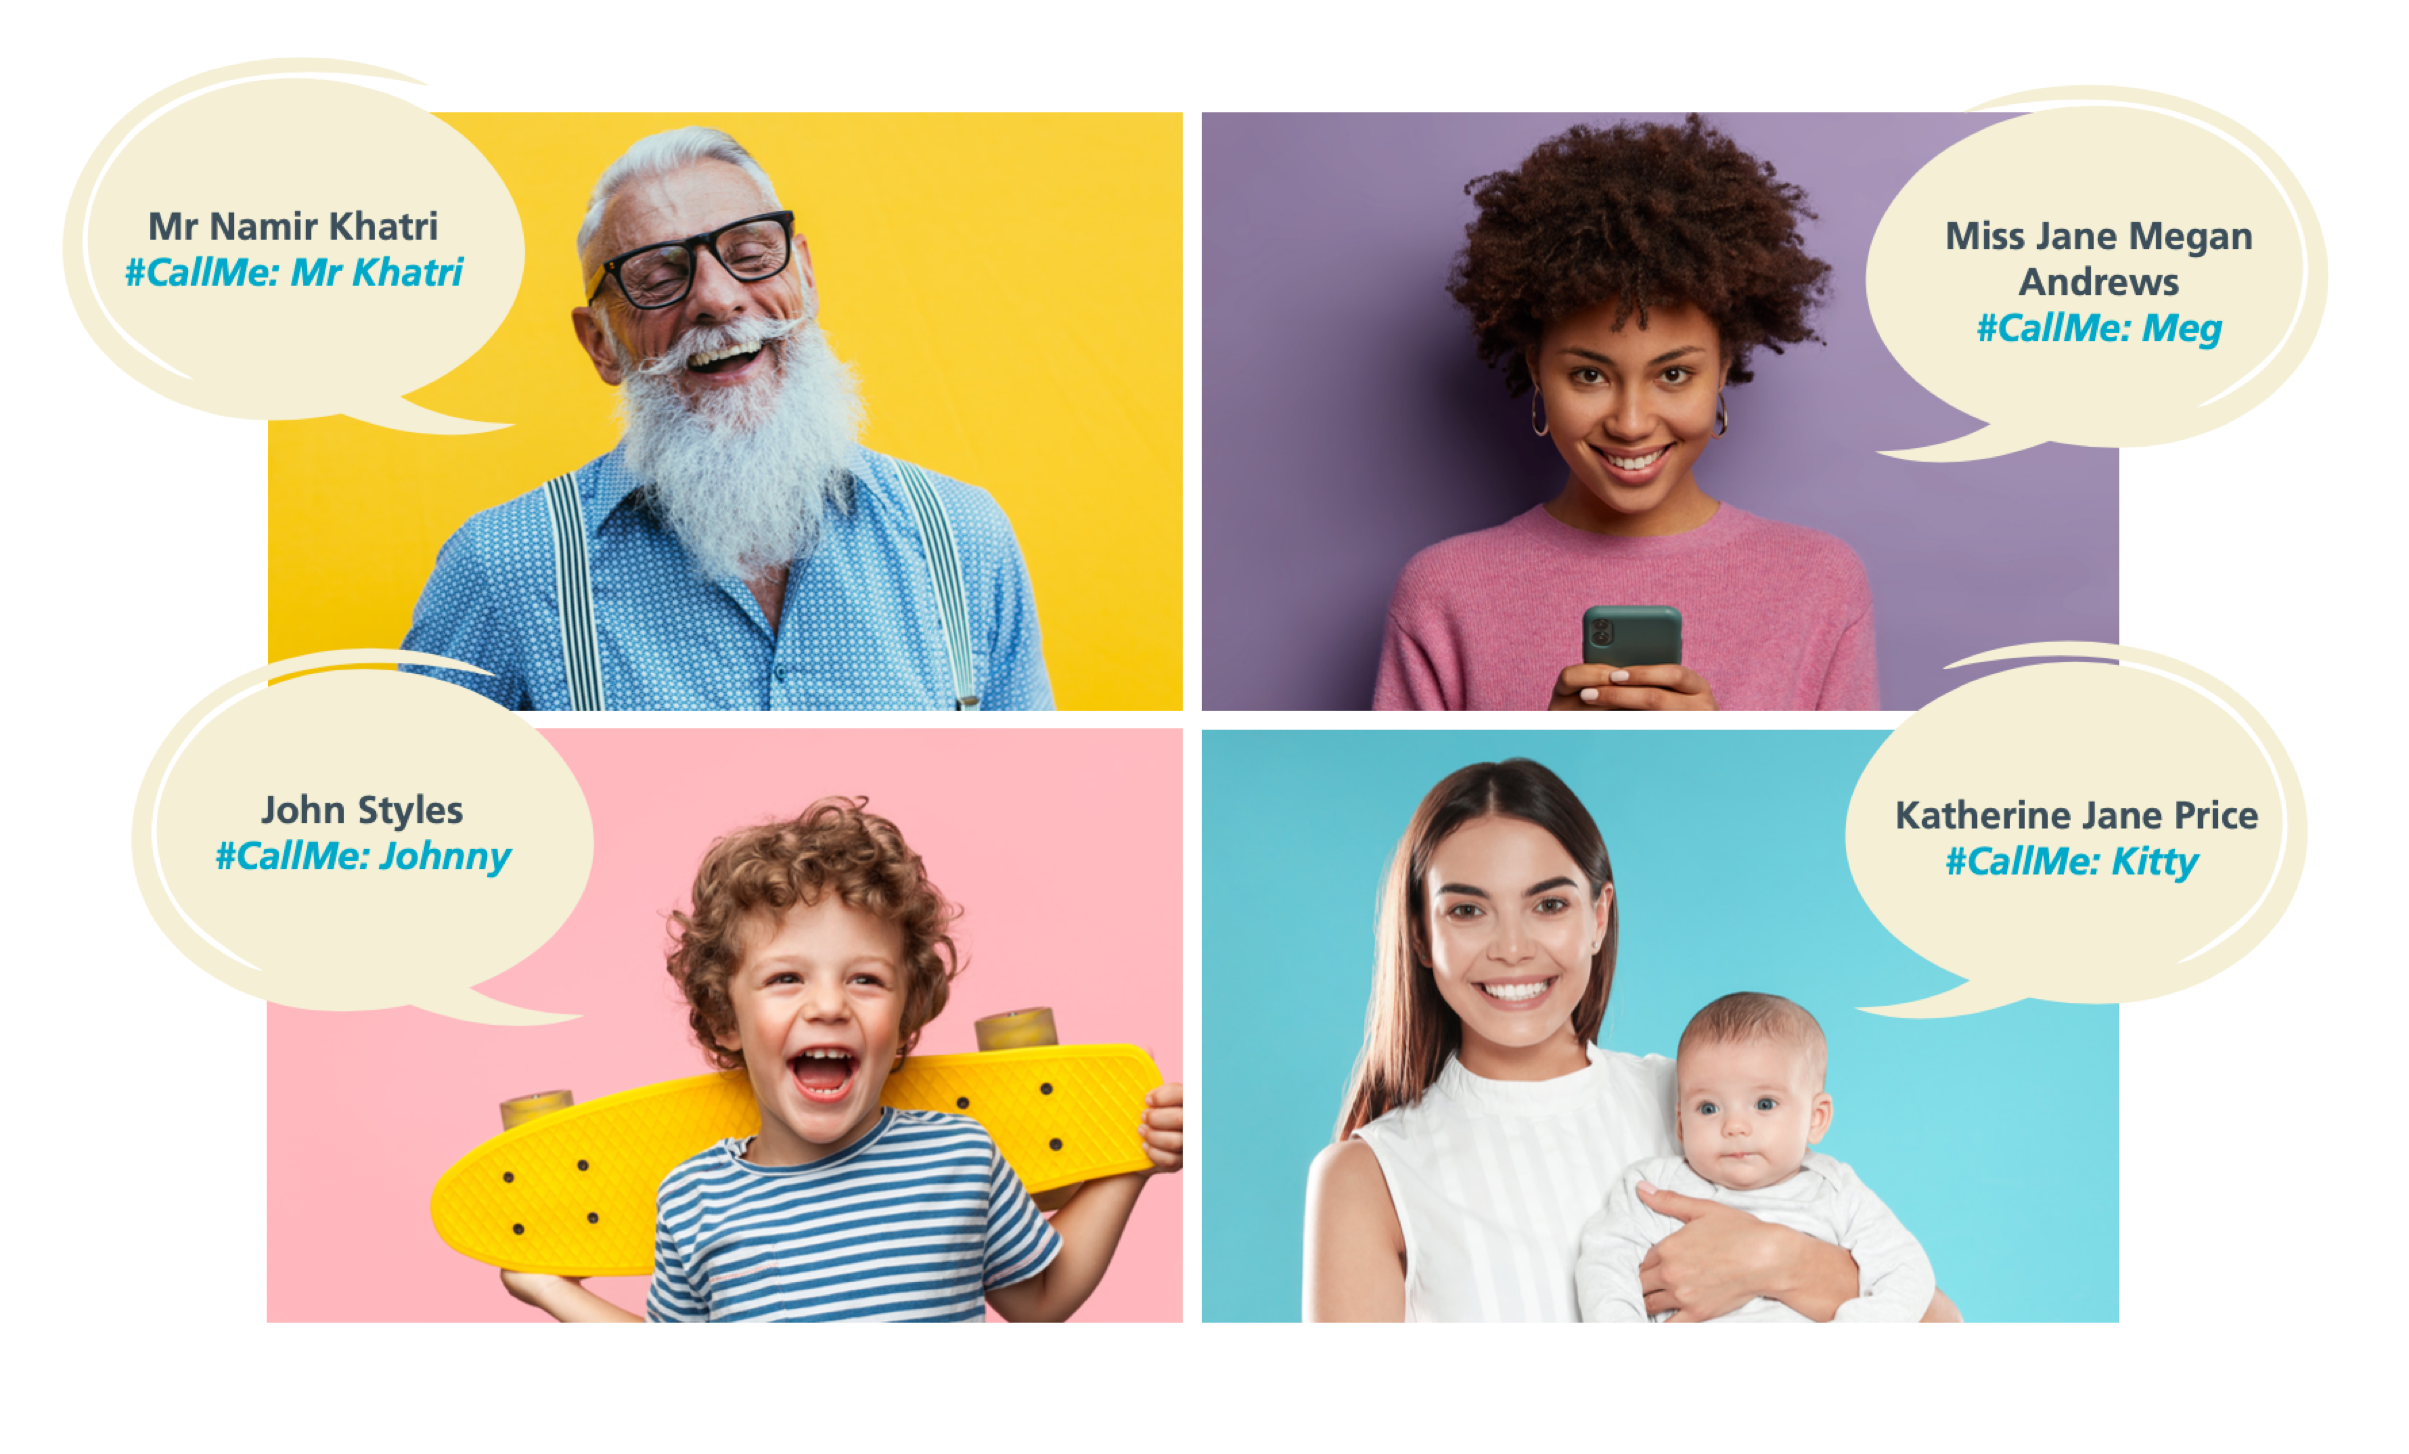 Mr Namir Khatri
#CallMe: Mr Khatri
Miss Jane Megan
Andrews
#CallMe: Meg
John Styles
#CallMe: Johnny
Katherine Jane Price
#CallMe: Kitty